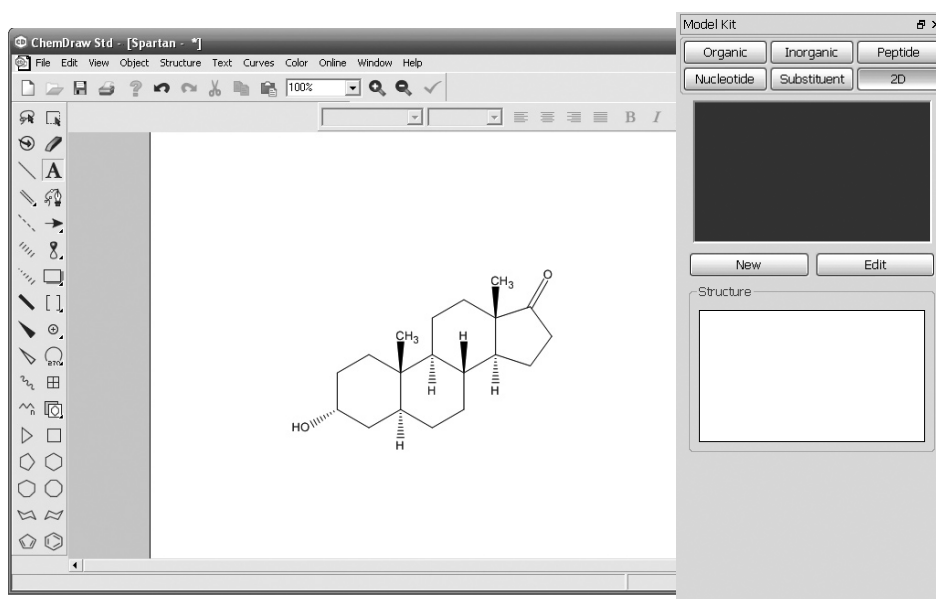 ChemDraw Std - [Spartan - *]
File Edit View Object Structure Text Curves Color Online Window Help
100%
A
B I
CH₃
O
CH₃
H
H
H
HO
H
Model Kit
Organic Inorganic Peptide
Nucleotide Substituent 2D
New Edit
Structure